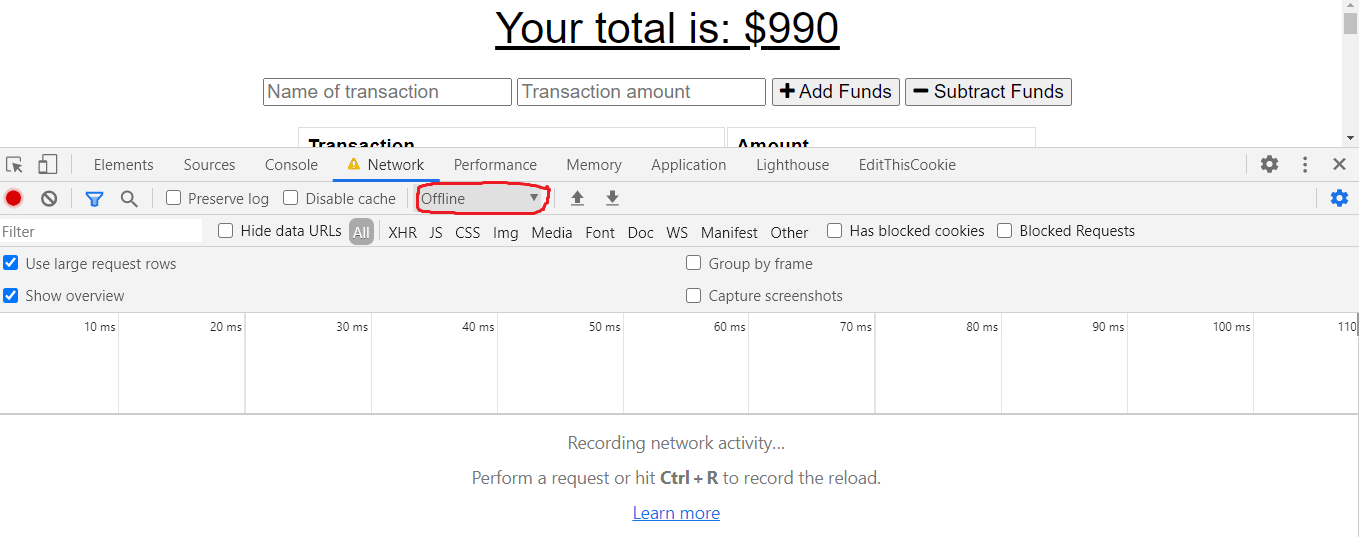 Your total is: $990
Name of transaction Transaction amount Add Funds Subtract Funds
Transaction Amount
Elements Sources Console Network Performance Memory Application Lighthouse EditThisCookie
Preserve log Disable cache Offline
Filter Hide data URLs All XHR JS CSS Img Media Font Doc WS Manifest Other Has blocked cookies Blocked Requests
Use large request rows Group by frame
Show overview Capture screenshots
10 ms 20 ms 30 ms 40 ms 50 ms 60 ms 70 ms 80 ms 90 ms 100 ms 110
Recording network activity...
Perform a request or hit Ctrl + R to record the reload.
Learn more